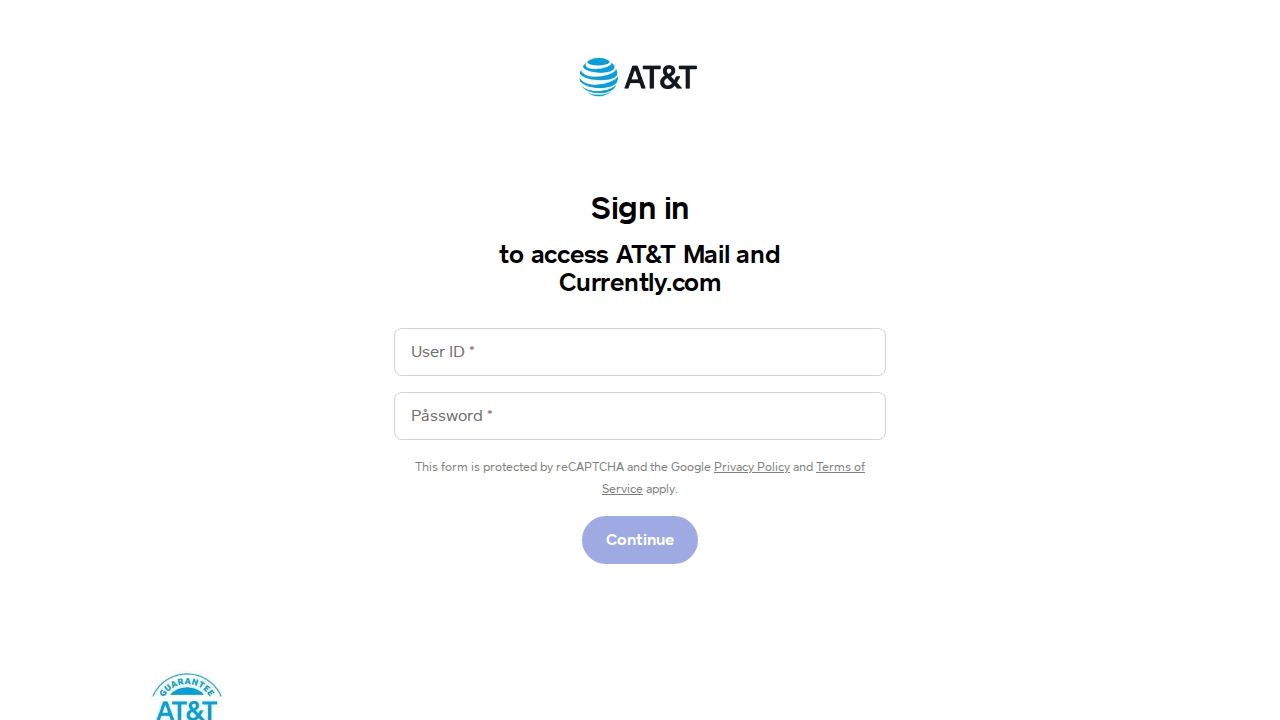 AT&T
Sign in
to access AT&T Mail and
Currently.com
User ID *
Påssword *
This form is protected by reCAPTCHA and the Google Privacy Policy and Terms of
Service apply.
Continue
GUARANTEE
AT&T